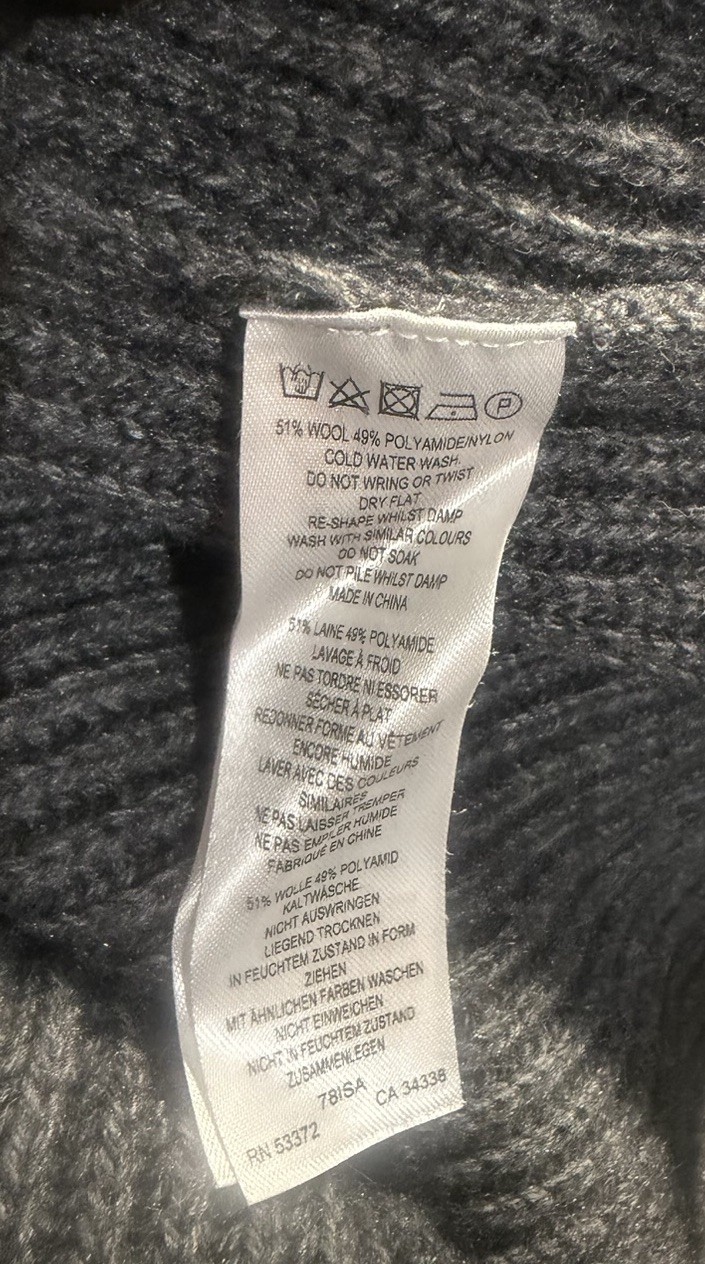 P
51% WOOL 49% POLYAMIDE/NYLON
COLD WATER WASH.
DO NOT WRING OR TWIST
DRY FLAT
RE-SHAPE WHILST DAMP
WASH WITH SIMILAR COLOURS
DO NOT SOAK
DO NOT PILE WHILST DAMP
MADE IN CHINA
51% LAINE 49% POLYAMIDE
LAVAGE À FROID
NE PAS TORDRE NI ESSORER
SÉCHER À PLAT
REDONNER FORME AU VÊTEMENT
ENCORE HUMIDE
LAVER AVEC DES COULEURS
SIMILAIRES
NE PAS LAISSER TREMPER
NE PAS EMPILER HUMIDE
FABRIQUÉ EN CHINE
51% WOLLE 49% POLYAMID
KALTWÄSCHE
NICHT AUSWRINGEN
LIEGEND TROCKNEN
IN FEUCHTEM ZUSTAND IN FORM
ZIEHEN
MIT ÄHNLICHEN FARBEN WASCHEN
NICHT EINWEICHEN
NICHT IN FEUCHTEM ZUSTAND
ZUSAMMENLEGEN
78ISA
RN 53372 CA 34338